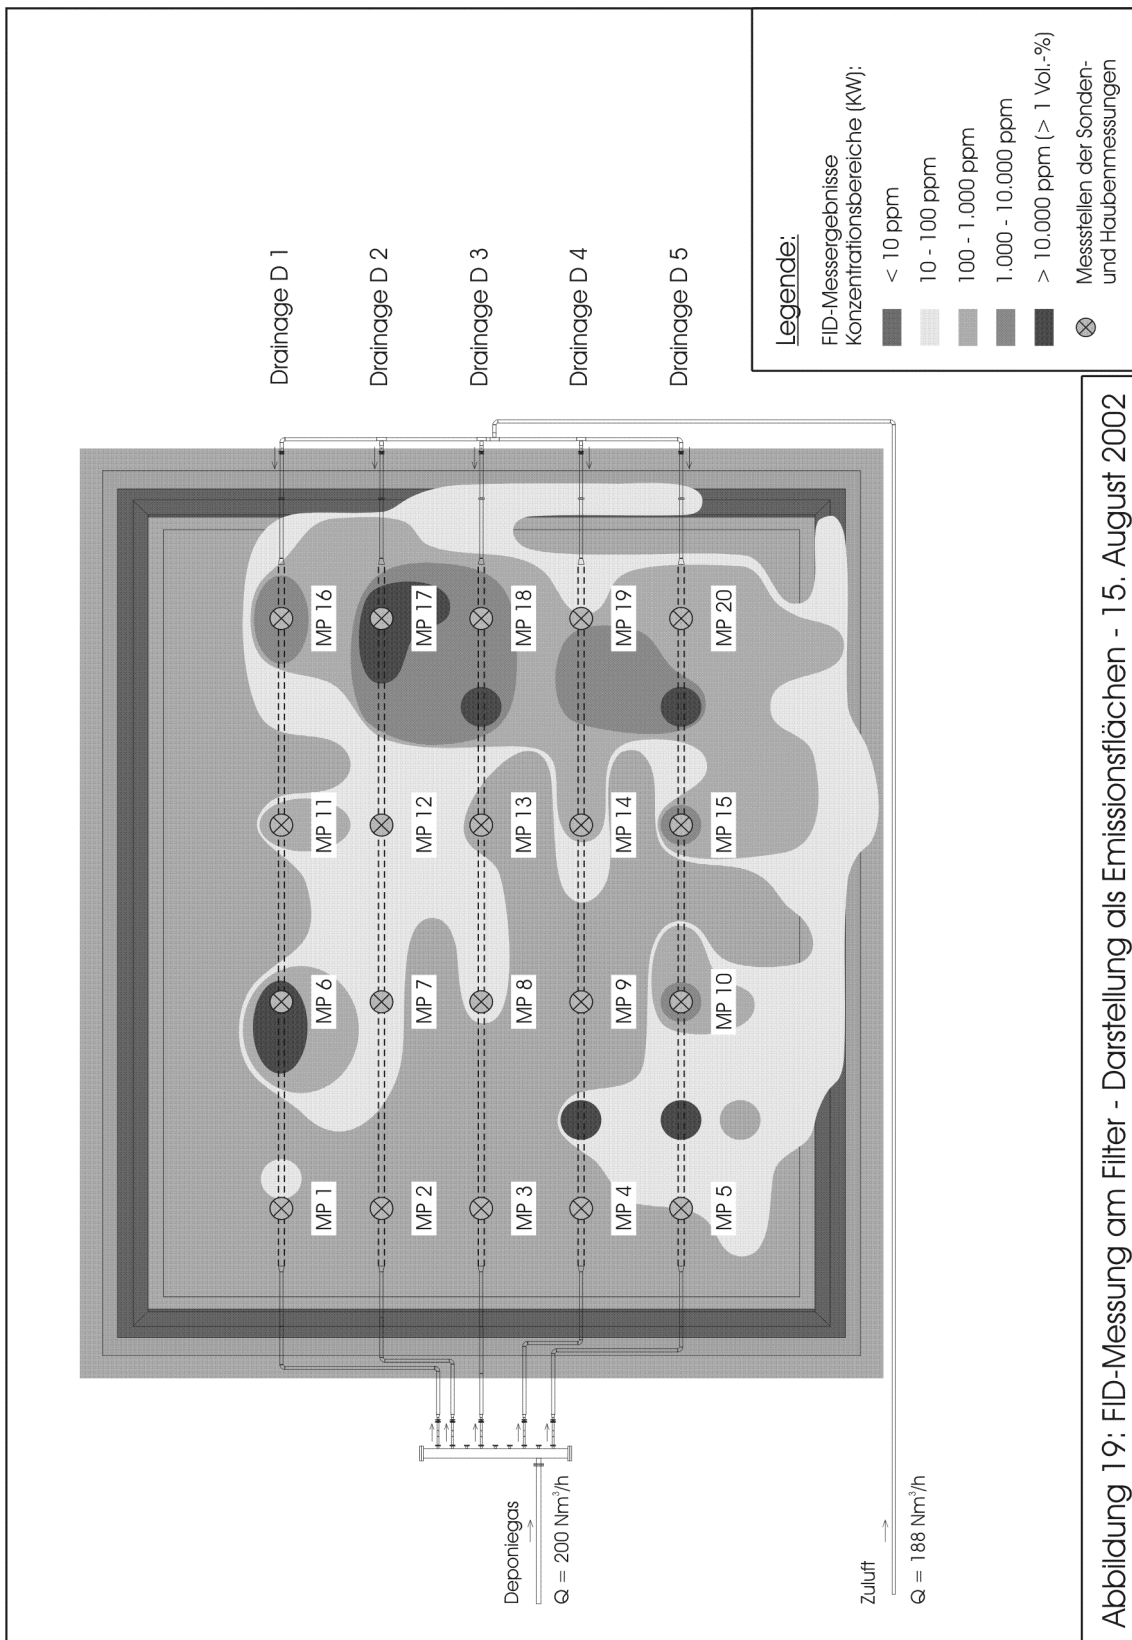 Drainage D 1
Drainage D 2
Drainage D 3
Drainage D 4
Drainage D 5
MP 1
MP 6
MP 11
MP 16
MP 2
MP 7
MP 12
MP 17
MP 3
MP 8
MP 13
MP 18
MP 4
MP 9
MP 14
MP 19
MP 5
MP 10
MP 15
MP 20
Deponiegas
Q = 200 Nm³/h
Zuluft
Q = 188 Nm³/h
Legende:
FID-Messergebnisse
Konzentrationsbereiche (KW):
< 10 ppm
10 - 100 ppm
100 - 1.000 ppm
1.000 - 10.000 ppm
> 10.000 ppm (> 1 Vol.-%)
Messstellen der Sonden-
und Haubenmessungen
Abbildung 19: FID-Messung am Filter - Darstellung als Emissionsflächen - 15. August 2002